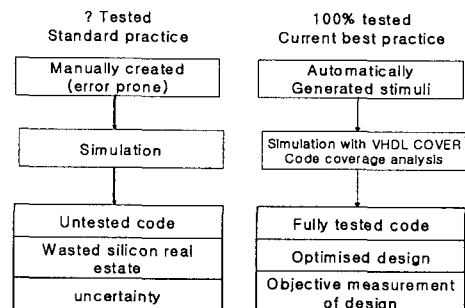 ? Tested
Standard practice
Manually created
(error prone)
Simulation
Untested code
Wasted silicon real
estate
uncertainty
100% tested
Current best practice
Automatically
Generated stimuli
Simulation with VHDL COVER
Code coverage analysis
Fully tested code
Optimised design
Objective measurement
of design